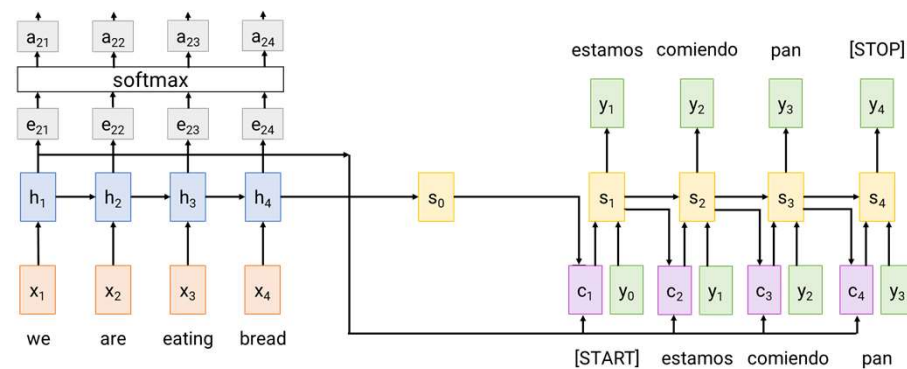 a₂₁ a₂₂ a₂₃ a₂₄
softmax
e₂₁ e₂₂ e₂₃ e₂₄
h₁ h₂ h₃ h₄
x₁ x₂ x₃ x₄
we are eating bread
s₀
estamos comiendo pan [STOP]
y₁ y₂ y₃ y₄
s₁ s₂ s₃ s₄
c₁ y₀ c₂ y₁ c₃ y₂ c₄ y₃
[START] estamos comiendo pan